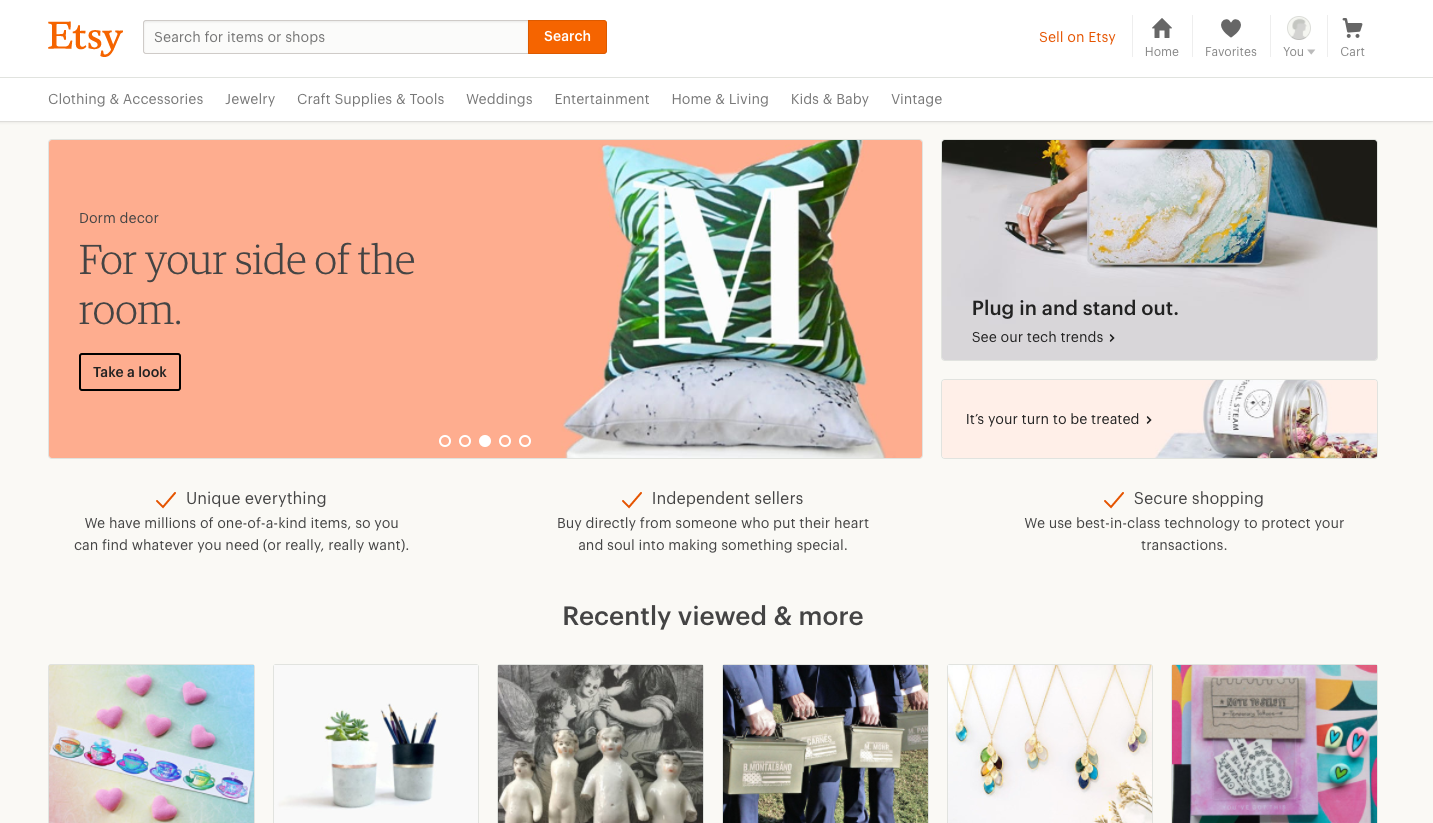 Etsy
Search for items or shops
Search
Sell on Etsy
Home
Favorites
You
Cart
Clothing & Accessories Jewelry Craft Supplies & Tools Weddings Entertainment Home & Living Kids & Baby Vintage
Dorm decor
For your side of the
room.
Take a look
M
Plug in and stand out.
See our tech trends
It's your turn to be treated
FACIAL STEAM
Unique everything
We have millions of one-of-a-kind items, so you
can find whatever you need (or really, really want).
Independent sellers
Buy directly from someone who put their heart
and soul into making something special.
Secure shopping
We use best-in-class technology to protect your
transactions.
Recently viewed & more
BARNES
B.MONTALBANO